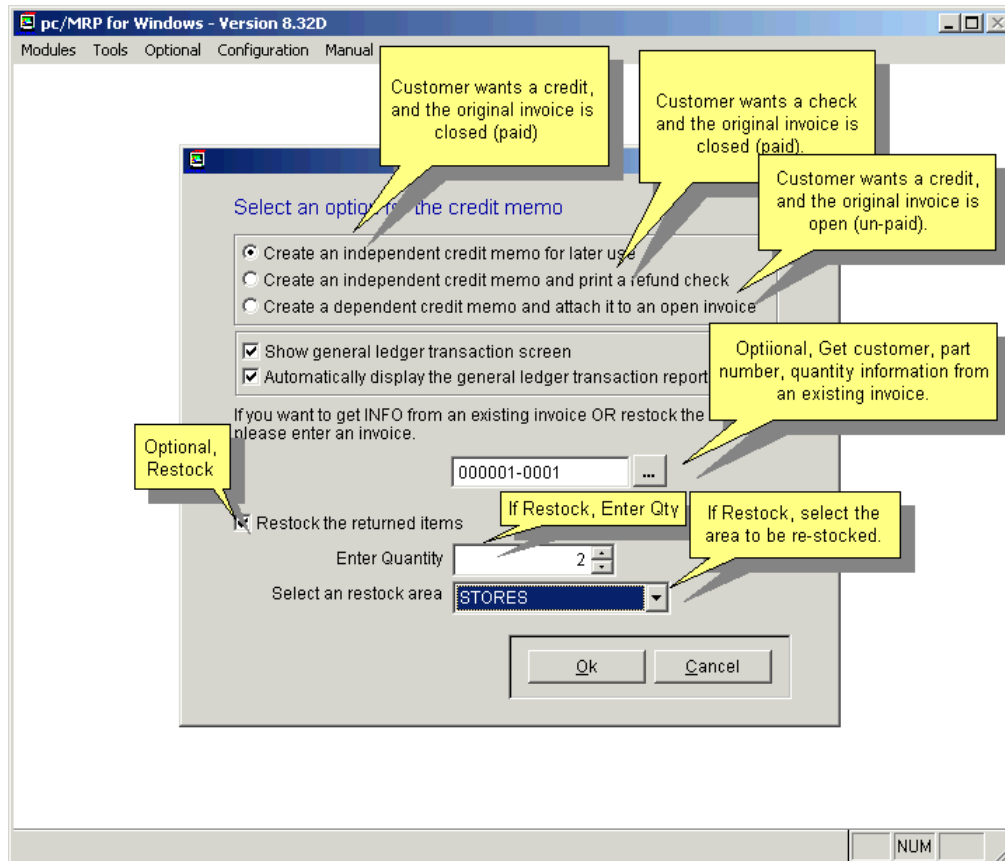 pc/MRP for Windows - Version 8.32D
Modules Tools Optional Configuration Manual
Customer wants a credit,
and the original invoice is
closed (paid)
Customer wants a check
and the original invoice is
closed (paid).
Customer wants a credit,
and the original invoice is
open (un-paid).
Select an option for the credit memo
Create an independent credit memo for later use
Create an independent credit memo and print a refund check
Create a dependent credit memo and attach it to an open invoice
Show general ledger transaction screen
Automatically display the general ledger transaction report
Optiional, Get customer, part
number, quantity information from
an existing invoice.
If you want to get INFO from an existing invoice OR restock the
please enter an invoice.
Optional,
Restock
000001-0001 ...
Restock the returned items
If Restock, Enter Qty
If Restock, select the
area to be re-stocked.
Enter Quantity 2
Select an restock area STORES
Ok Cancel
NUM